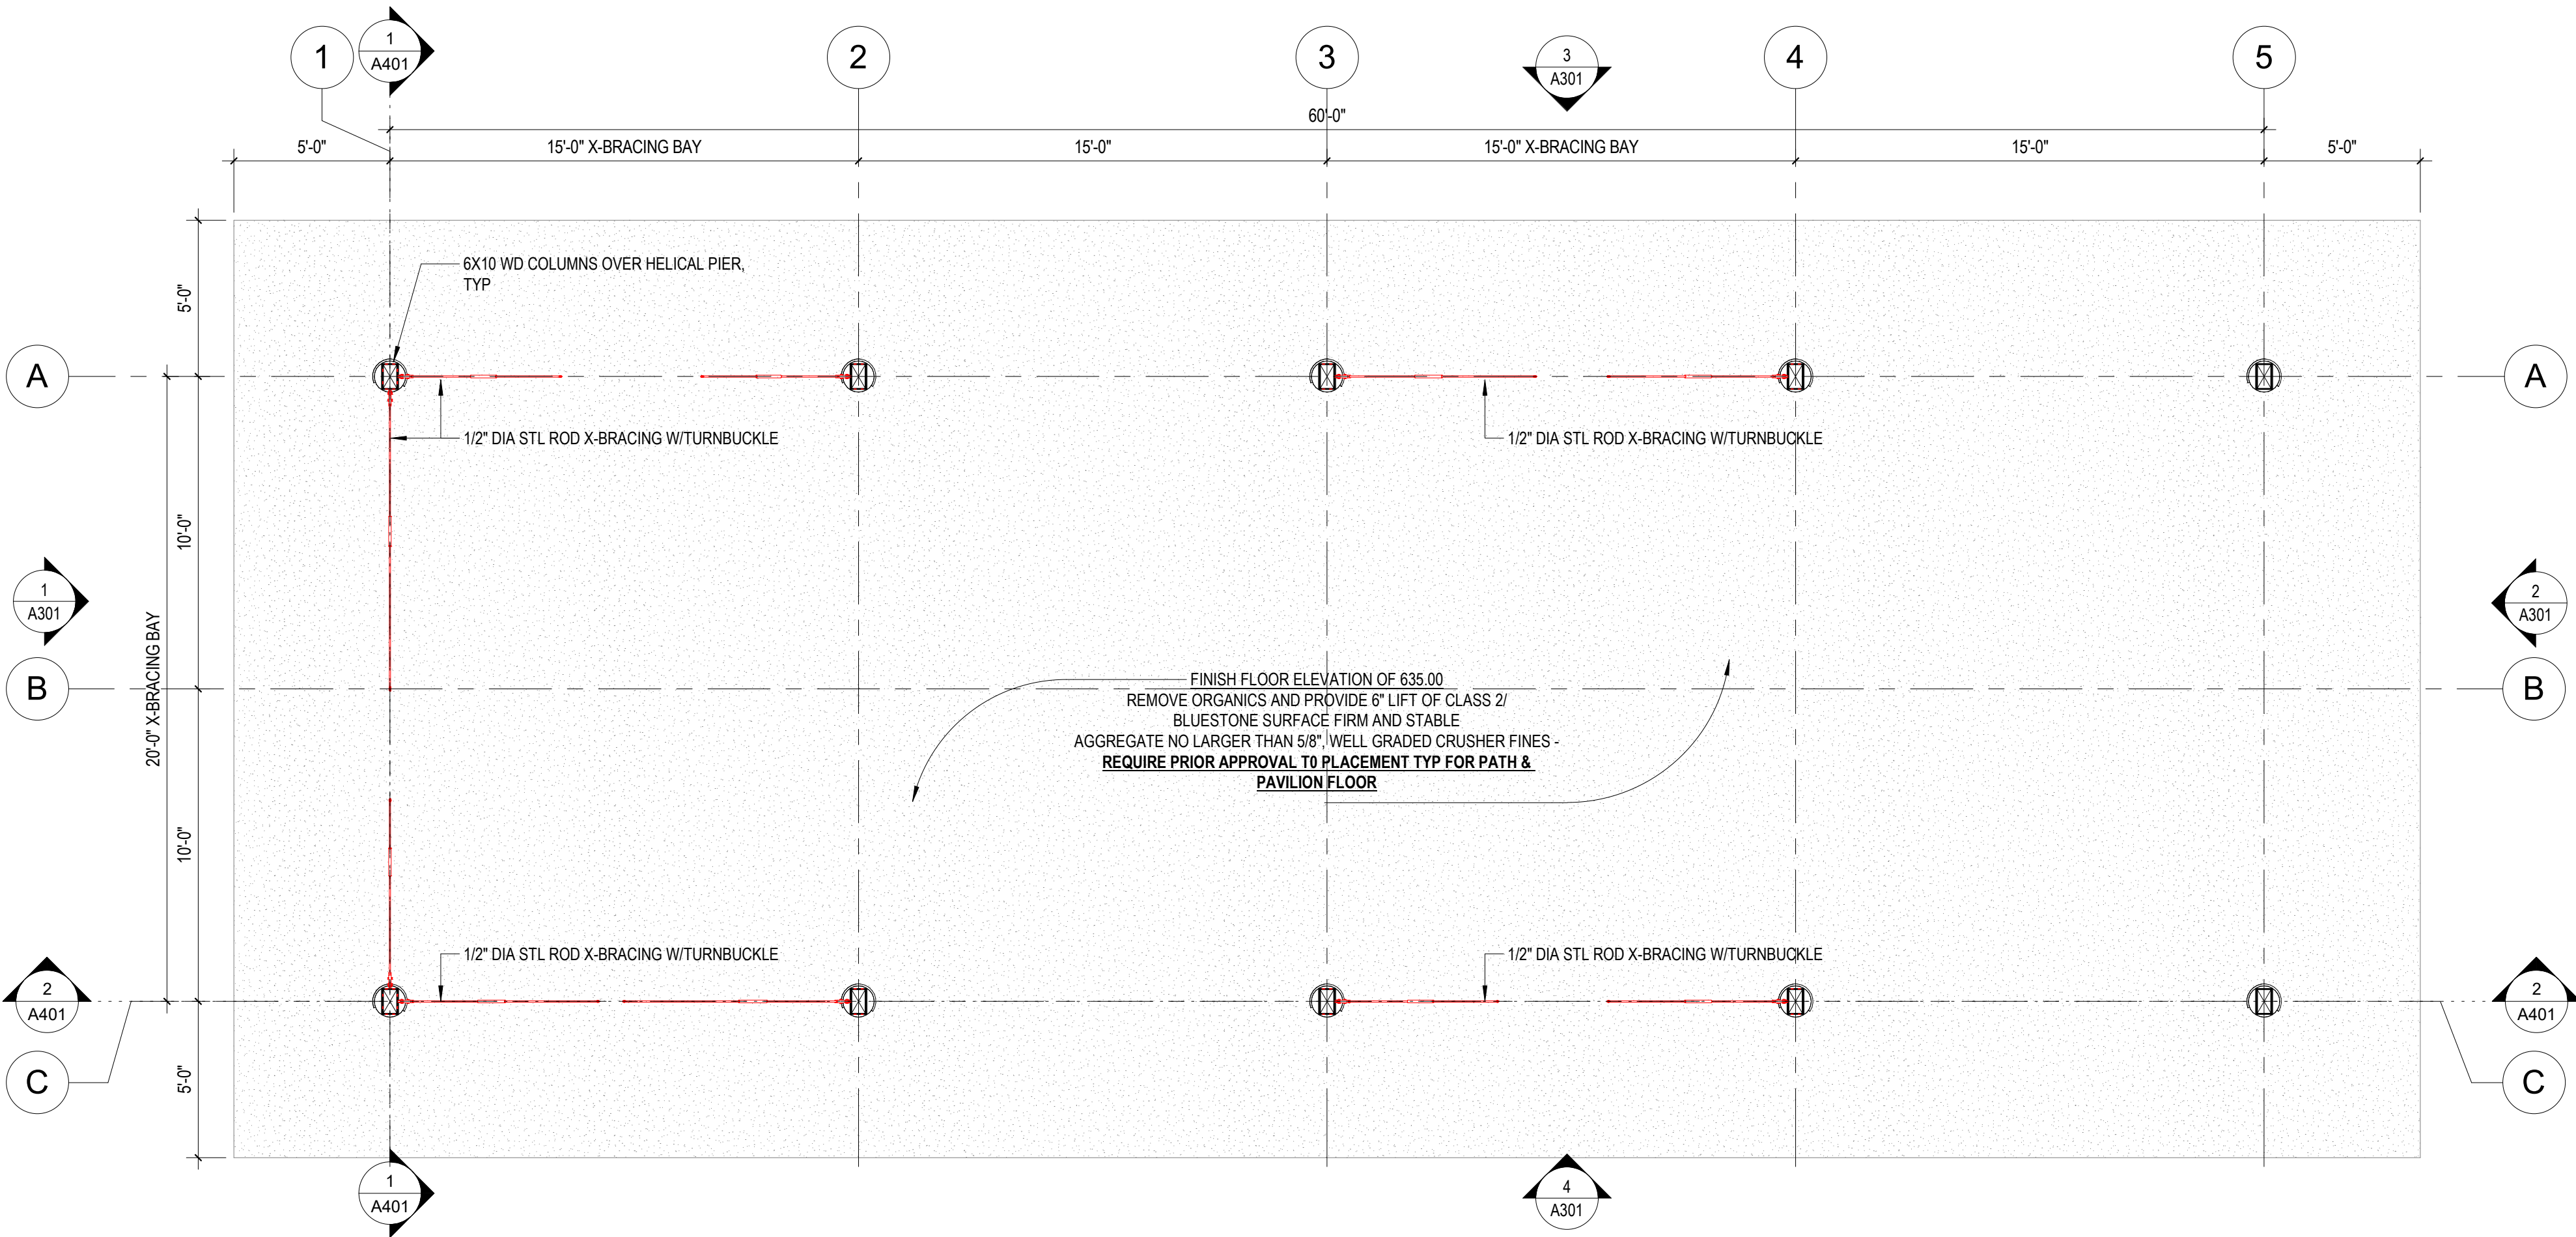 1
1
A401
2
3
3
A301
4
5
60'-0"
5'-0"
15'-0" X-BRACING BAY
15'-0"
15'-0" X-BRACING BAY
15'-0"
5'-0"
6X10 WD COLUMNS OVER HELICAL PIER,
TYP
5'-0"
A
A
1/2" DIA STL ROD X-BRACING W/TURNBUCKLE
1/2" DIA STL ROD X-BRACING W/TURNBUCKLE
10'-0"
1
A301
2
A301
20'-0" X-BRACING BAY
B
B
FINISH FLOOR ELEVATION OF 635.00
REMOVE ORGANICS AND PROVIDE 6" LIFT OF CLASS 2/
BLUESTONE SURFACE FIRM AND STABLE
AGGREGATE NO LARGER THAN 5/8", WELL GRADED CRUSHER FINES -
REQUIRE PRIOR APPROVAL T0 PLACEMENT TYP FOR PATH &
PAVILION FLOOR
10'-0"
1/2" DIA STL ROD X-BRACING W/TURNBUCKLE
1/2" DIA STL ROD X-BRACING W/TURNBUCKLE
2
A401
2
A401
5'-0"
C
C
1
A401
4
A301